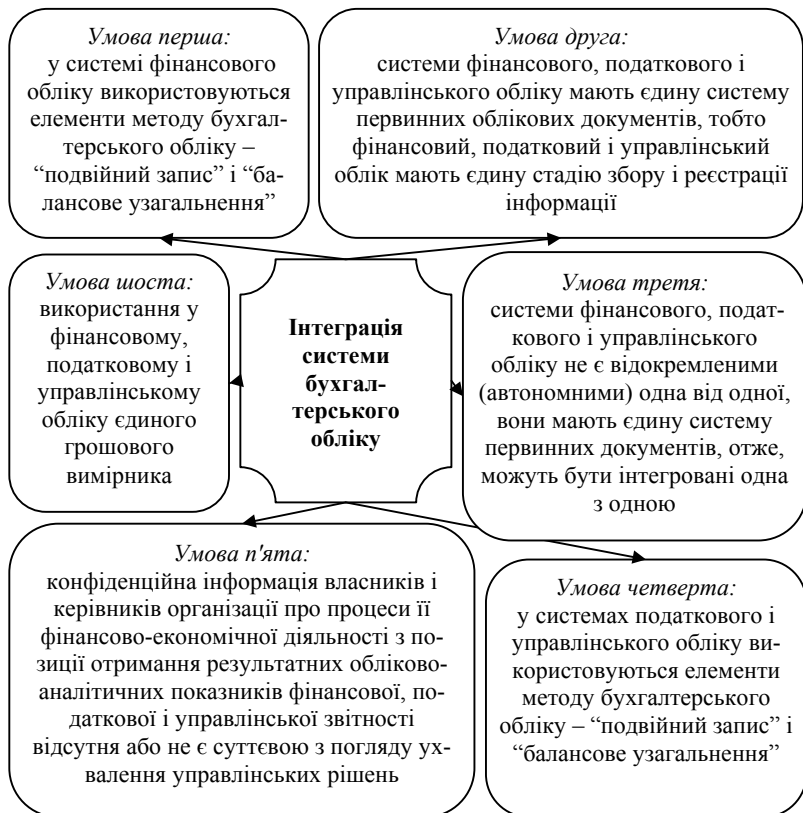 Умова перша:
у системі фінансового
обліку використовуються
елементи методу бухгал-
терського обліку –
“подвійний запис” і “ба-
лансове узагальнення”
Умова друга:
системи фінансового, податкового і
управлінського обліку мають єдину систему
первинних облікових документів, тобто
фінансовий, податковий і управлінський
облік мають єдину стадію збору і реєстрації
інформації
Умова шоста:
використання у
фінансовому,
податковому і
управлінському
обліку єдиного
грошового
вимірника
Інтеграція
системи
бухгал-
терського
обліку
Умова третя:
системи фінансового, подат-
кового і управлінського
обліку не є відокремленими
(автономними) одна від одної,
вони мають єдину систему
первинних документів, отже,
можуть бути інтегровані одна
з одною
Умова п'ята:
конфіденційна інформація власників і
керівників організації про процеси її
фінансово-економічної діяльності з по-
зиції отримання результатних обліково-
аналітичних показників фінансової, по-
даткової і управлінської звітності
відсутня або не є суттєвою з погляду ух-
валення управлінських рішень
Умова четверта:
у системах податкового і
управлінського обліку ви-
користовуються елементи
методу бухгалтерського
обліку – “подвійний запис” і
“балансове узагальнення”